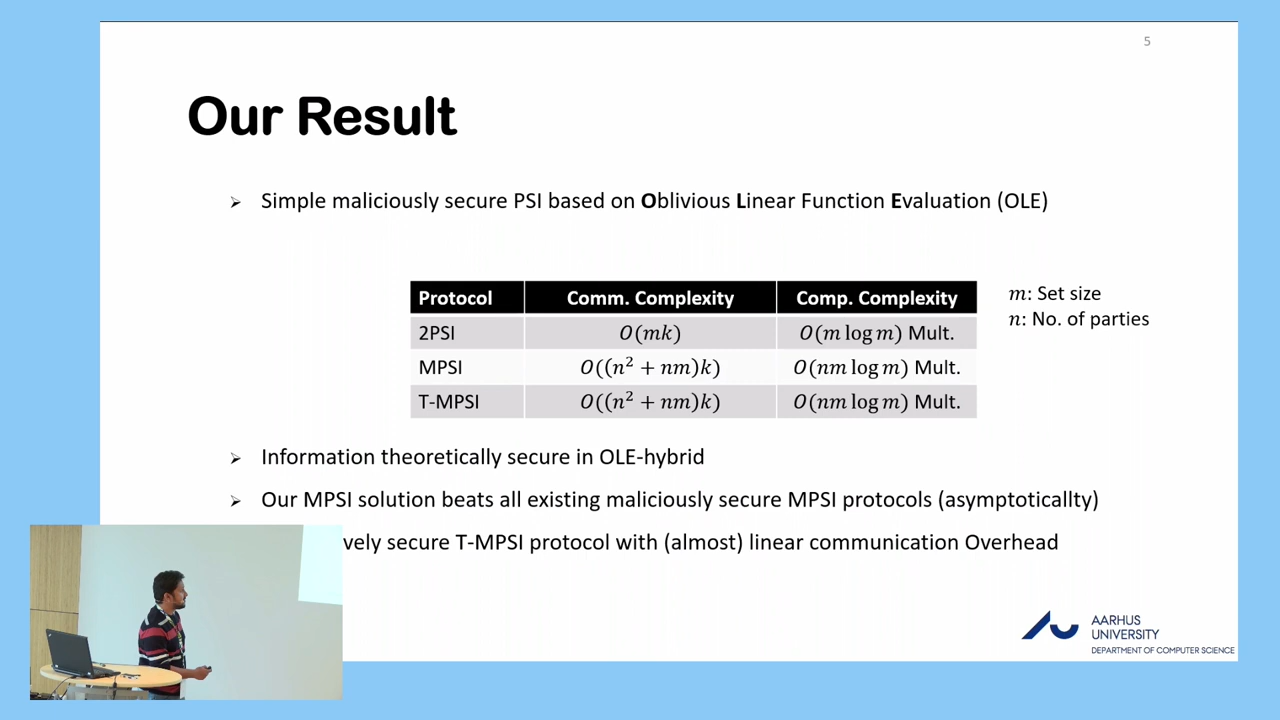 5
Our Result
➢ Simple maliciously secure PSI based on Oblivious Linear Function Evaluation (OLE)
Protocol Comm. Complexity Comp. Complexity
2PSI O(mk) O(m log m) Mult.
MPSI O((n² + nm)k) O(nm log m) Mult.
T-MPSI O((n² + nm)k) O(nm log m) Mult.
m: Set size
n: No. of parties
➢ Information theoretically secure in OLE-hybrid
➢ Our MPSI solution beats all existing maliciously secure MPSI protocols (asymptoticallty)
vely secure T-MPSI protocol with (almost) linear communication Overhead
AARHUS
UNIVERSITY
DEPARTMENT OF COMPUTER SCIENCE